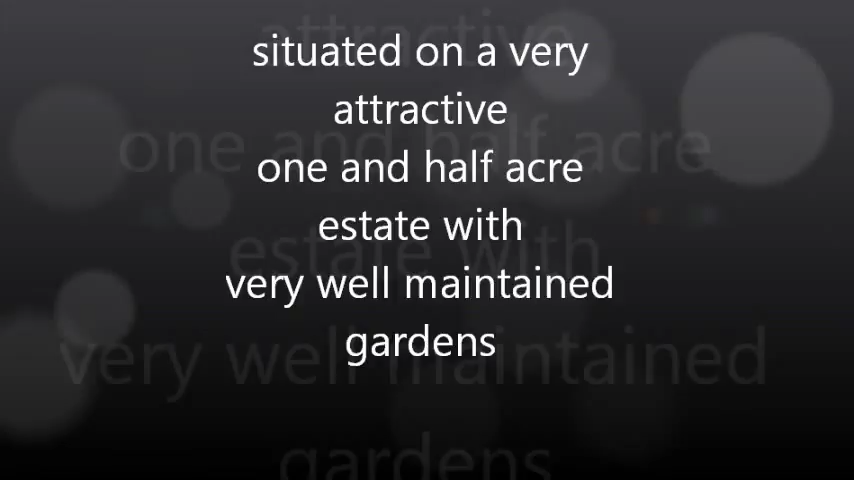 situated on a very
attractive
one and half acre
estate with
very well maintained
gardens